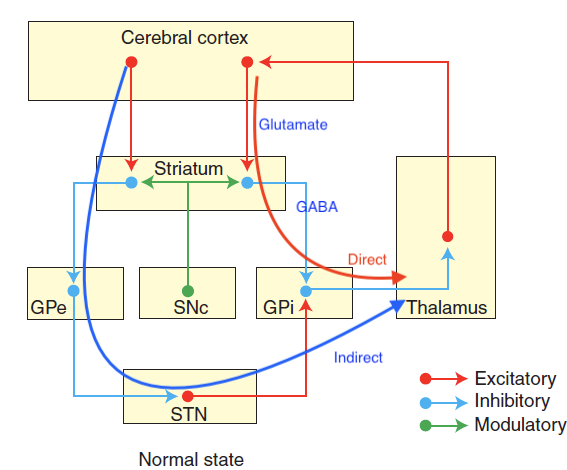 Cerebral cortex
Glutamate
Striatum
GABA
Direct
GPe
SNc
GPi
Thalamus
Indirect
Excitatory
Inhibitory
Modulatory
STN
Normal state